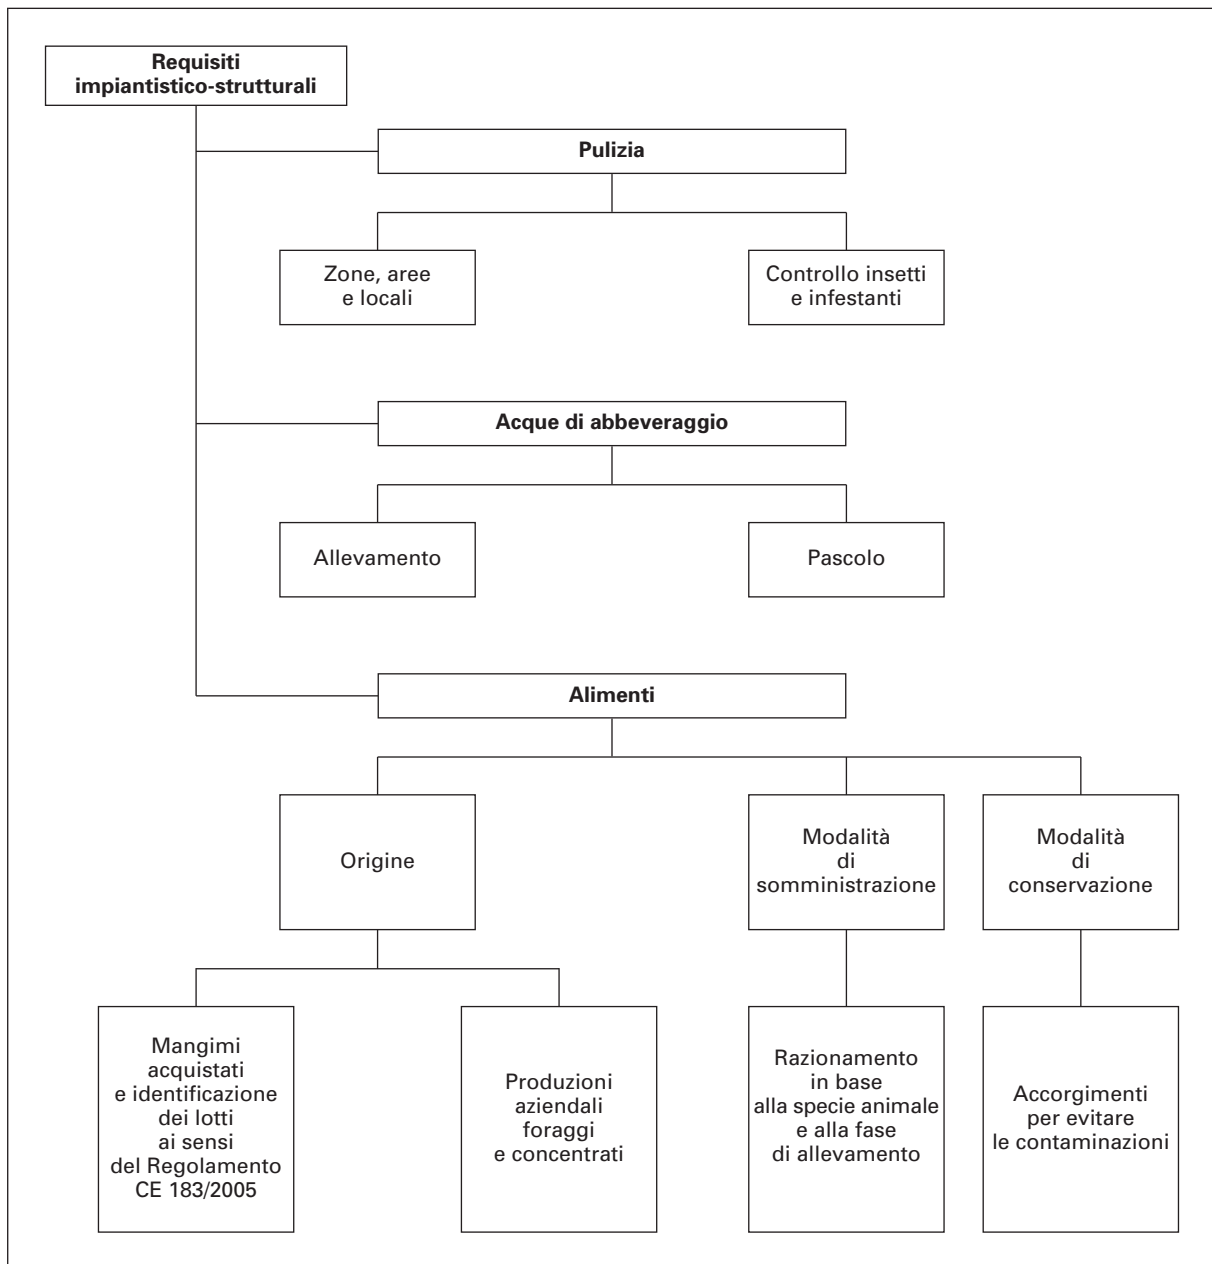 Requisiti
impiantistico-strutturali
Pulizia
Zone, aree
e locali
Controllo insetti
e infestanti
Acque di abbeveraggio
Allevamento
Pascolo
Alimenti
Origine
Modalità
di
somministrazione
Modalità
di
conservazione
Mangimi
acquistati
e identificazione
dei lotti
ai sensi
del Regolamento
CE 183/2005
Produzioni
aziendali
foraggi
e concentrati
Razionamento
in base
alla specie animale
e alla fase
di allevamento
Accorgimenti
per evitare
le contaminazioni